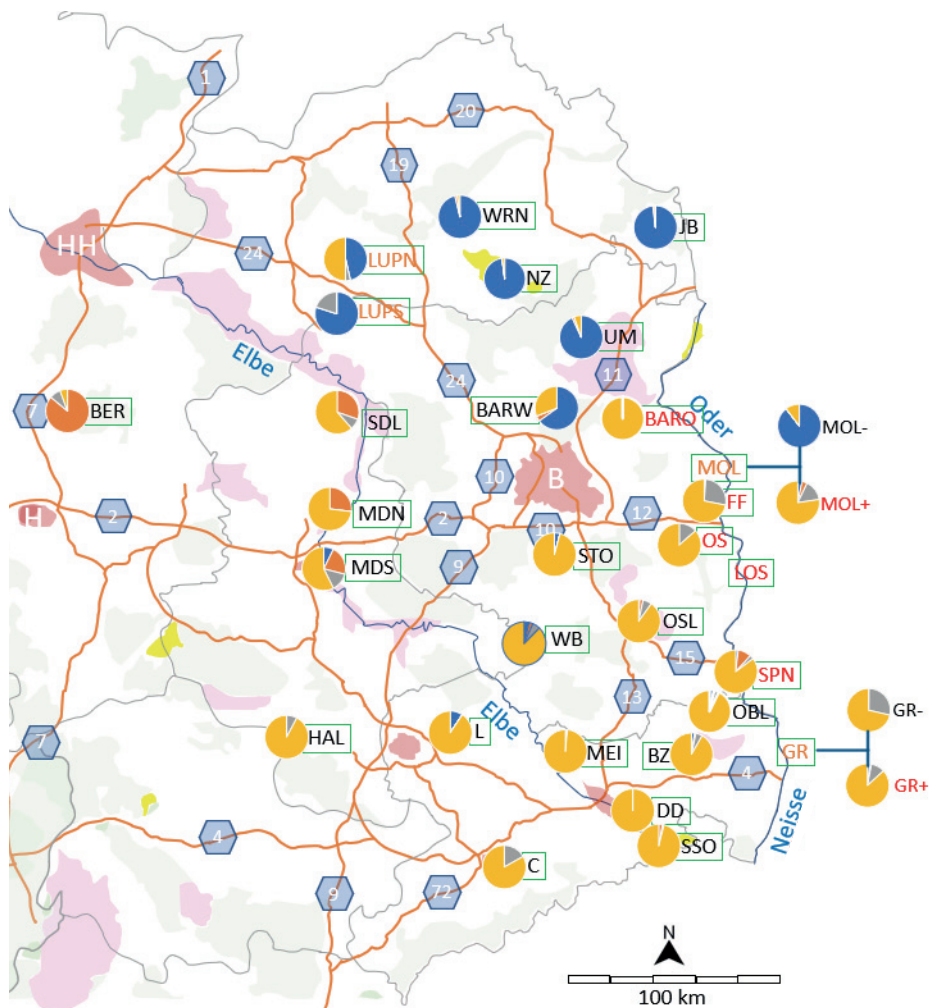 1
20
19
WRN
JB
HH
24
LUPN
NZ
LUPS
UM
Elbe
11
24
7
BER
SDL
BARW
BARO
Oder
MOL-
MOL
10
B
H
2
MDN
2
12
FF
MOL+
10
STO
OS
MDS
9
LOS
OSL
WB
15
SPN
13
Elbe
OBL
GR-
7
HAL
L
MEI
BZ
GR
4
GR+
Neisse
4
DD
SSO
C
9
72
N
100 km